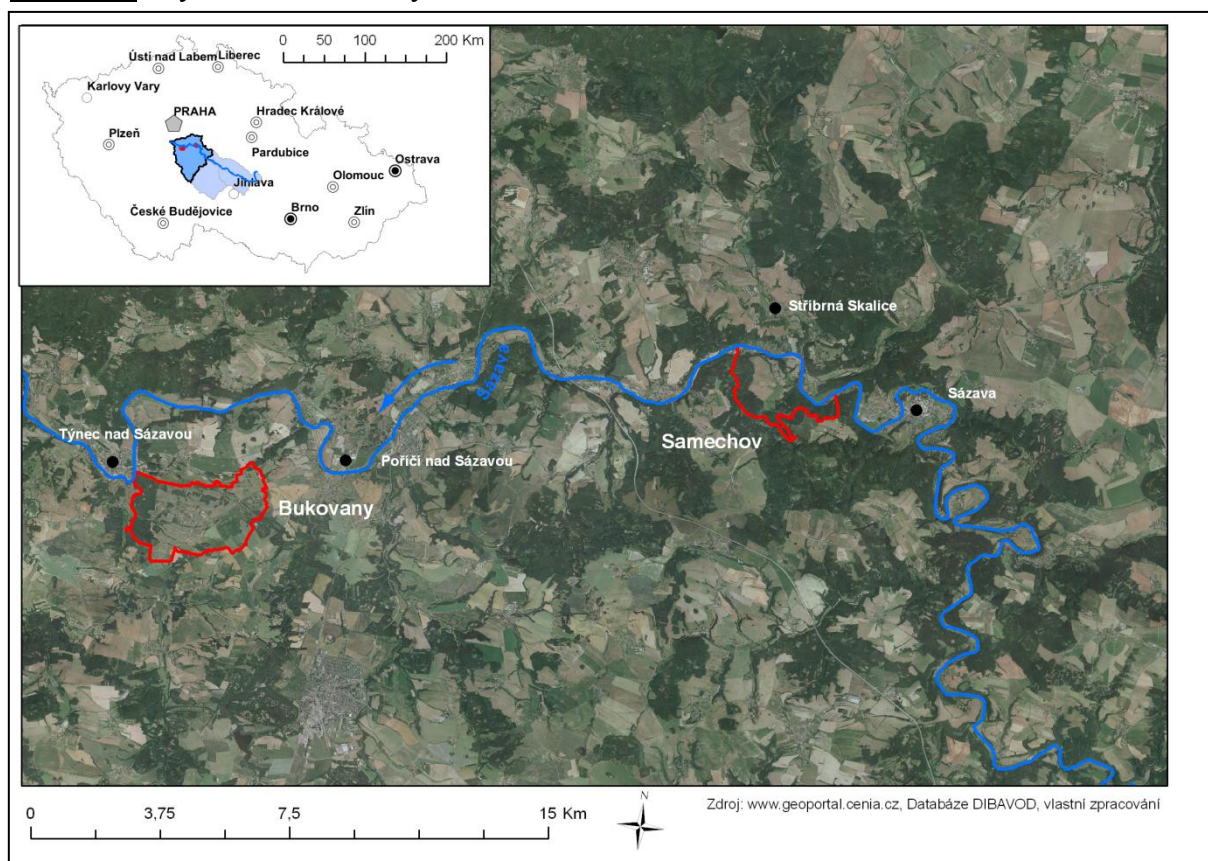 0 50 100 200 Km
Ústí nad Labem Liberec
Karlovy Vary
PRAHA
Hradec Králové
Plzeň
Pardubice
Ostrava
Jihlava
Olomouc
České Budějovice
Brno
Zlín
Stříbrná Skalice
Sázava
Sázava
Samechov
Týnec nad Sázavou
Poříčí nad Sázavou
Bukovany
0 3,75 7,5 15 Km
N
Zdroj: www.geoportal.cenia.cz, Databáze DIBAVOD, vlastní zpracování